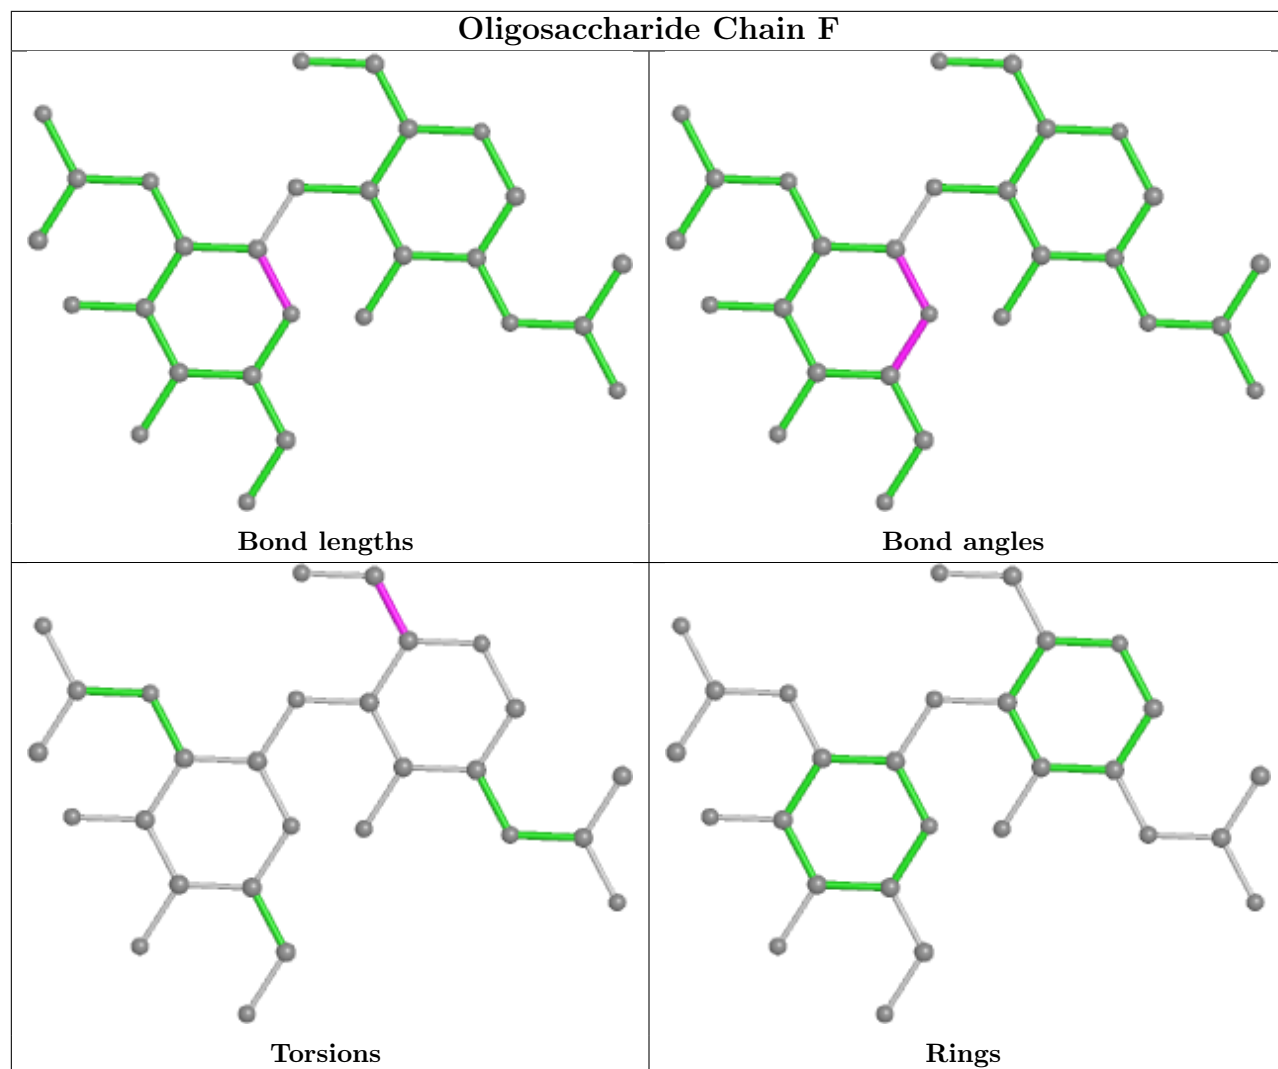 Oligosaccharide Chain F
Bond lengths
Bond angles
Torsions
Rings